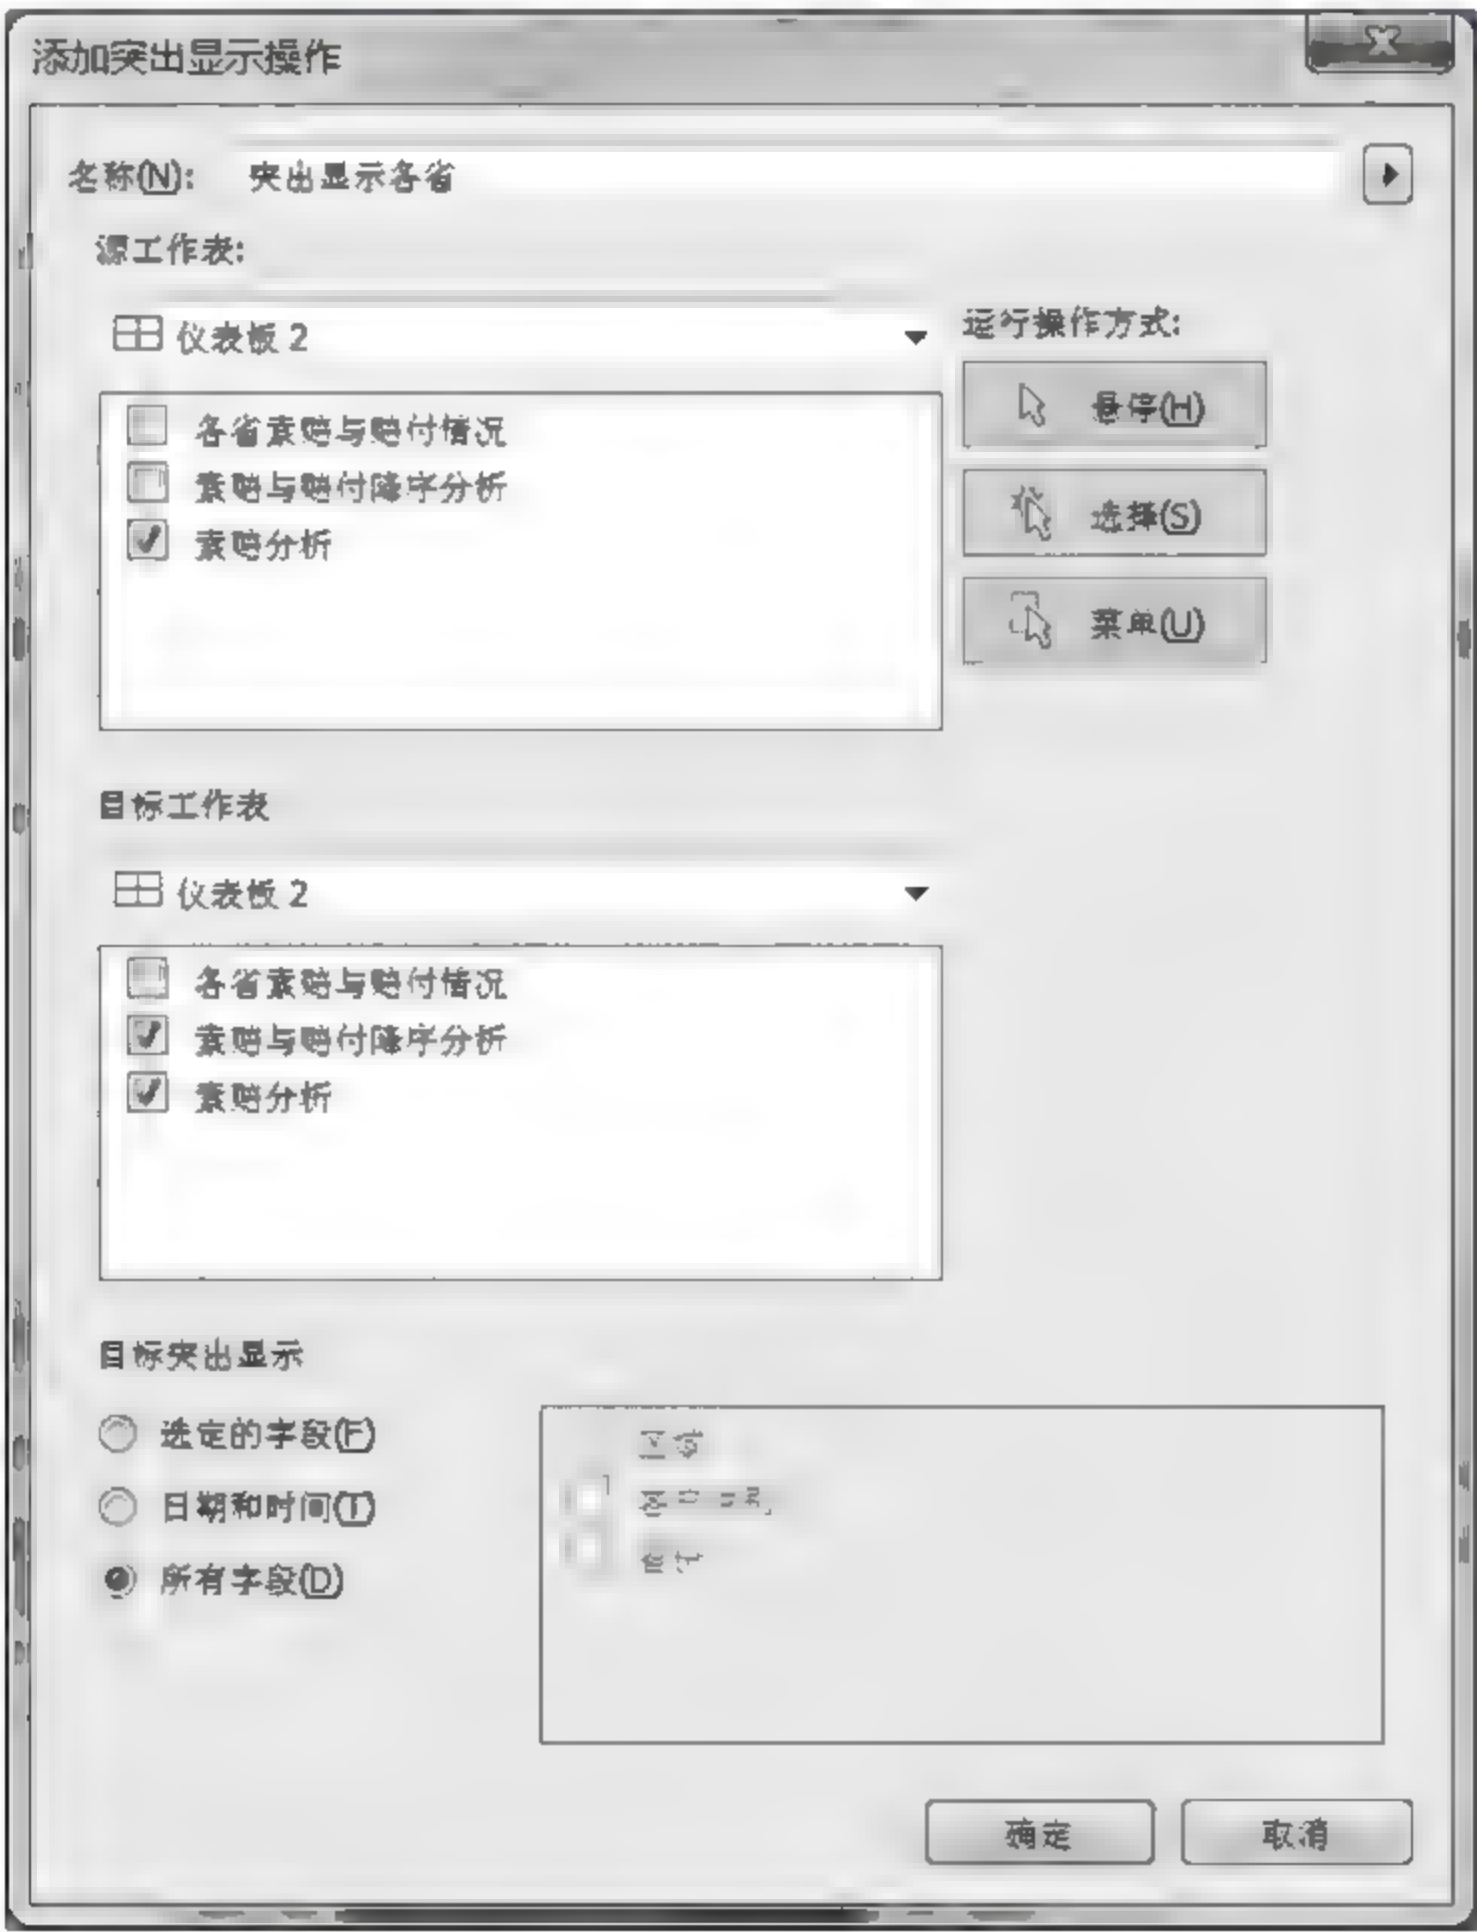 添加突出显示操作
名称(N): 突出显示各省
源工作表:
仪表板 2
运行操作方式:
各省索赔与赔付情况
悬停(H)
索赔与赔付降序分析
选择(S)
索赔分析
菜单(U)
目标工作表
仪表板 2
各省索赔与赔付情况
索赔与赔付降序分析
索赔分析
目标突出显示
选定的字段(F)
日期和时间(T)
所有字段(D)
确定
取消